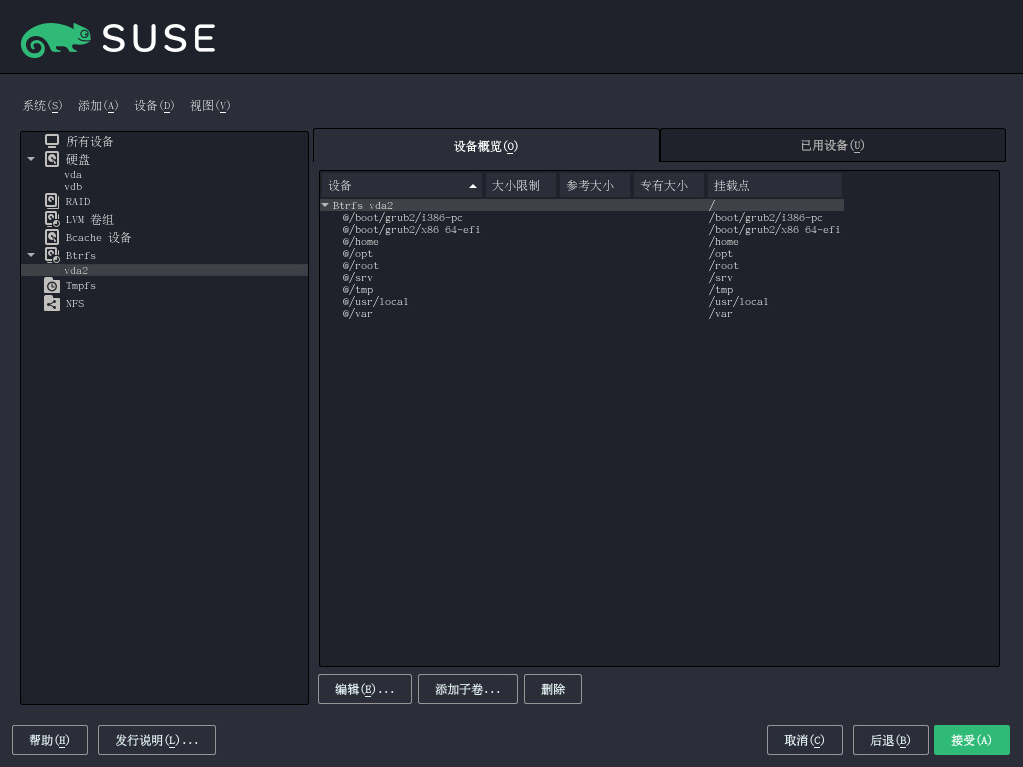 SUSE
系统(S) 添加(A) 设备(D) 视图(V)
所有设备
硬盘
vda
vdb
RAID
LVM 卷组
Bcache 设备
Btrfs
vda2
Tmpfs
NFS
设备概览(O) 已用设备(U)
设备 大小限制 参考大小 专有大小 挂载点
Btrfs vda2 /
@/boot/grub2/i386-pc /boot/grub2/i386-pc
@/boot/grub2/x86_64-efi /boot/grub2/x86_64-efi
@/home /home
@/opt /opt
@/root /root
@/srv /srv
@/tmp /tmp
@/usr/local /usr/local
@/var /var
编辑(E)... 添加子卷... 删除
帮助(H) 发行说明(L)... 取消(C) 后退(B) 接受(A)